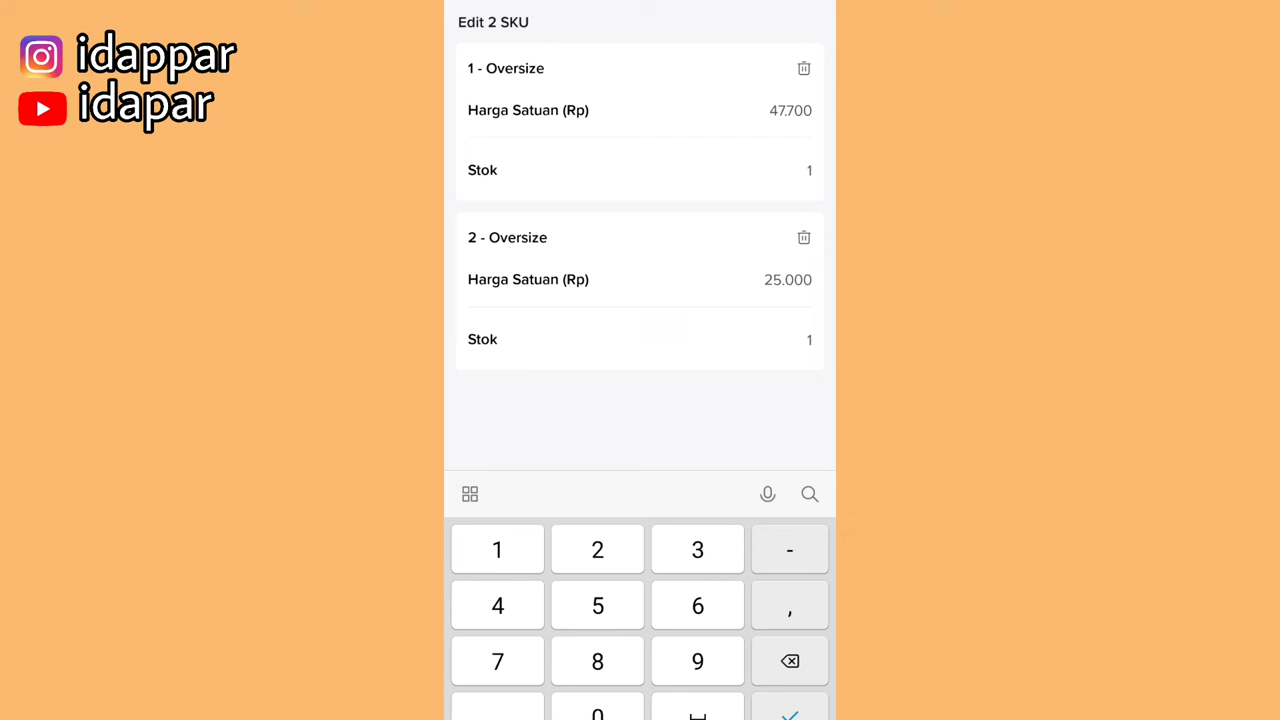 idappar
idapar
Edit 2 SKU
1 - Oversize
Harga Satuan (Rp) 47.700
Stok 1
2 - Oversize
Harga Satuan (Rp) 25.000
Stok 1
1 2 3 -
4 5 6 ,
7 8 9
0